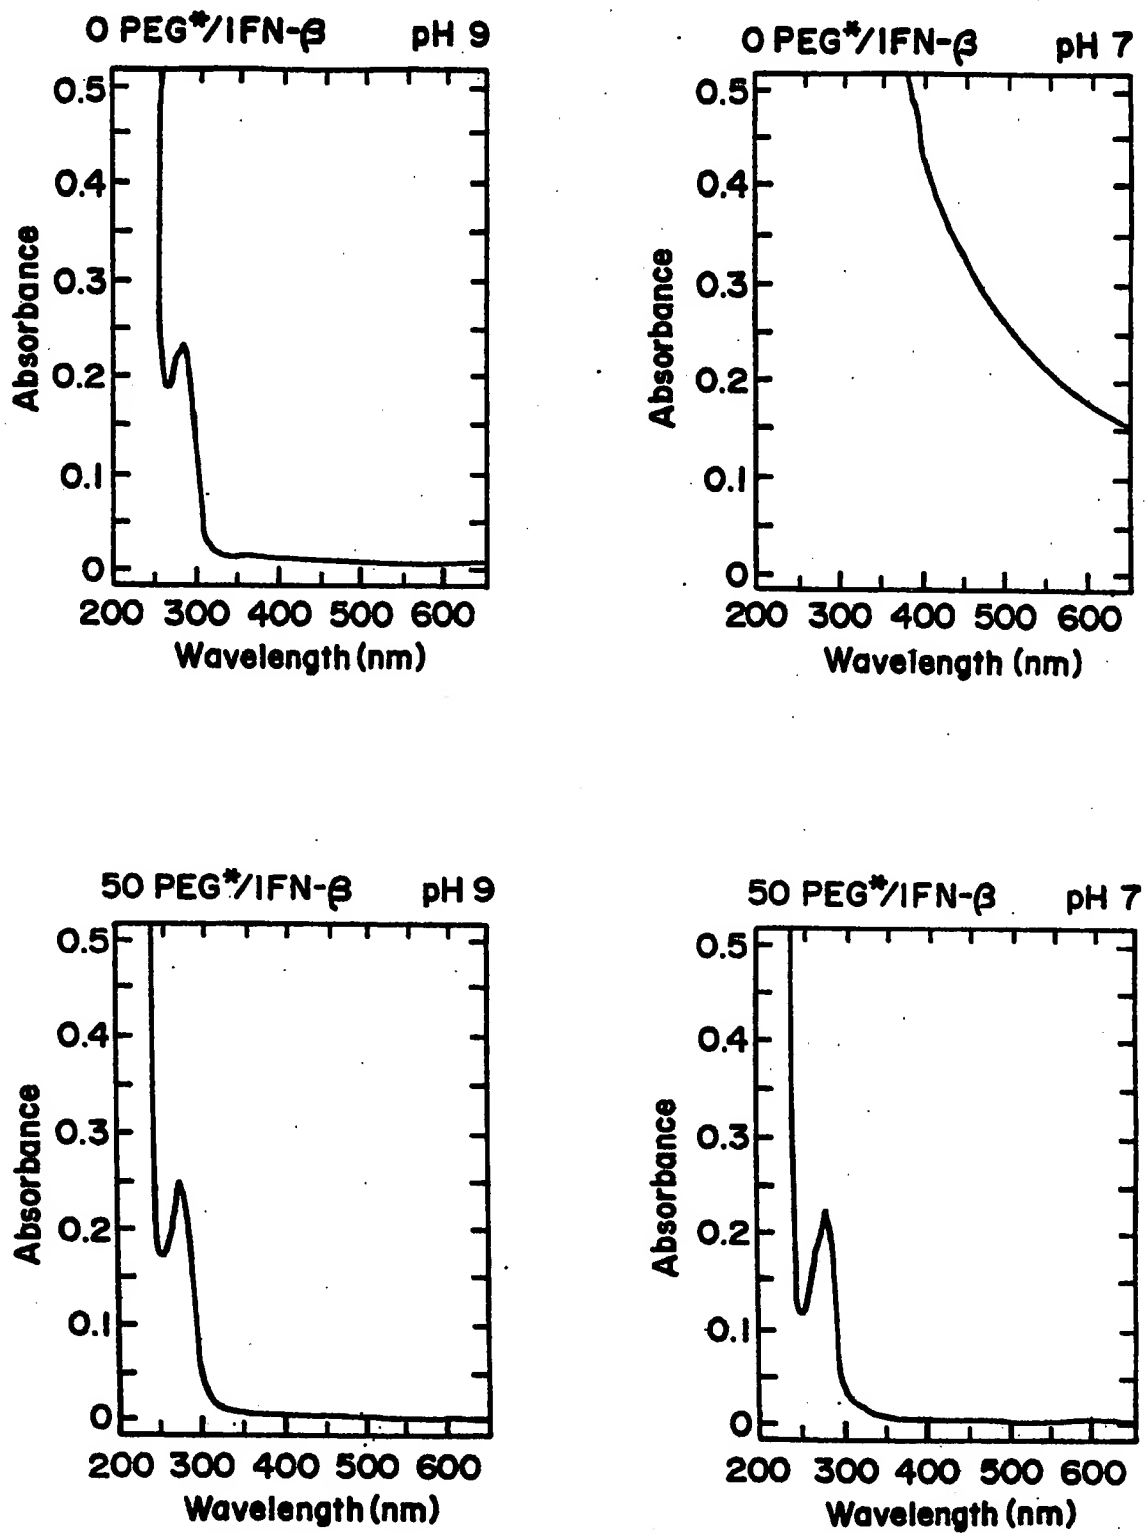 0 PEG*/IFN-β pH 9
0.5
0.4
0.3
0.2
0.1
0
Absorbance
200 300 400 500 600
Wavelength (nm)
0 PEG*/IFN-β pH 7
0.5
0.4
0.3
0.2
0.1
0
Absorbance
200 300 400 500 600
Wavelength (nm)
50 PEG*/IFN-β pH 9
0.5
0.4
0.3
0.2
0.1
0
Absorbance
200 300 400 500 600
Wavelength (nm)
50 PEG*/IFN-β pH 7
0.5
0.4
0.3
0.2
0.1
0
Absorbance
200 300 400 500 600
Wavelength (nm)